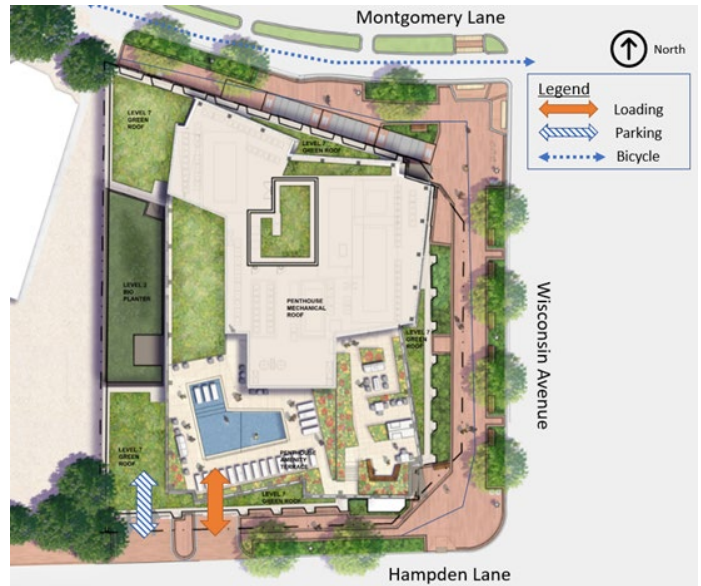 Montgomery Lane
North
Legend
Loading
Parking
Bicycle
LEVEL 7
GREEN
ROOF
LEVEL 7
GREEN ROOF
LEVEL 2
BIO
PLANTER
PENTHOUSE
MECHANICAL
ROOF
LEVEL 7
GREEN
ROOF
Wisconsin Avenue
LEVEL 7
GREEN
ROOF
PENTHOUSE
AMENITY
TERRACE
LEVEL 7
GREEN ROOF
Hampden Lane